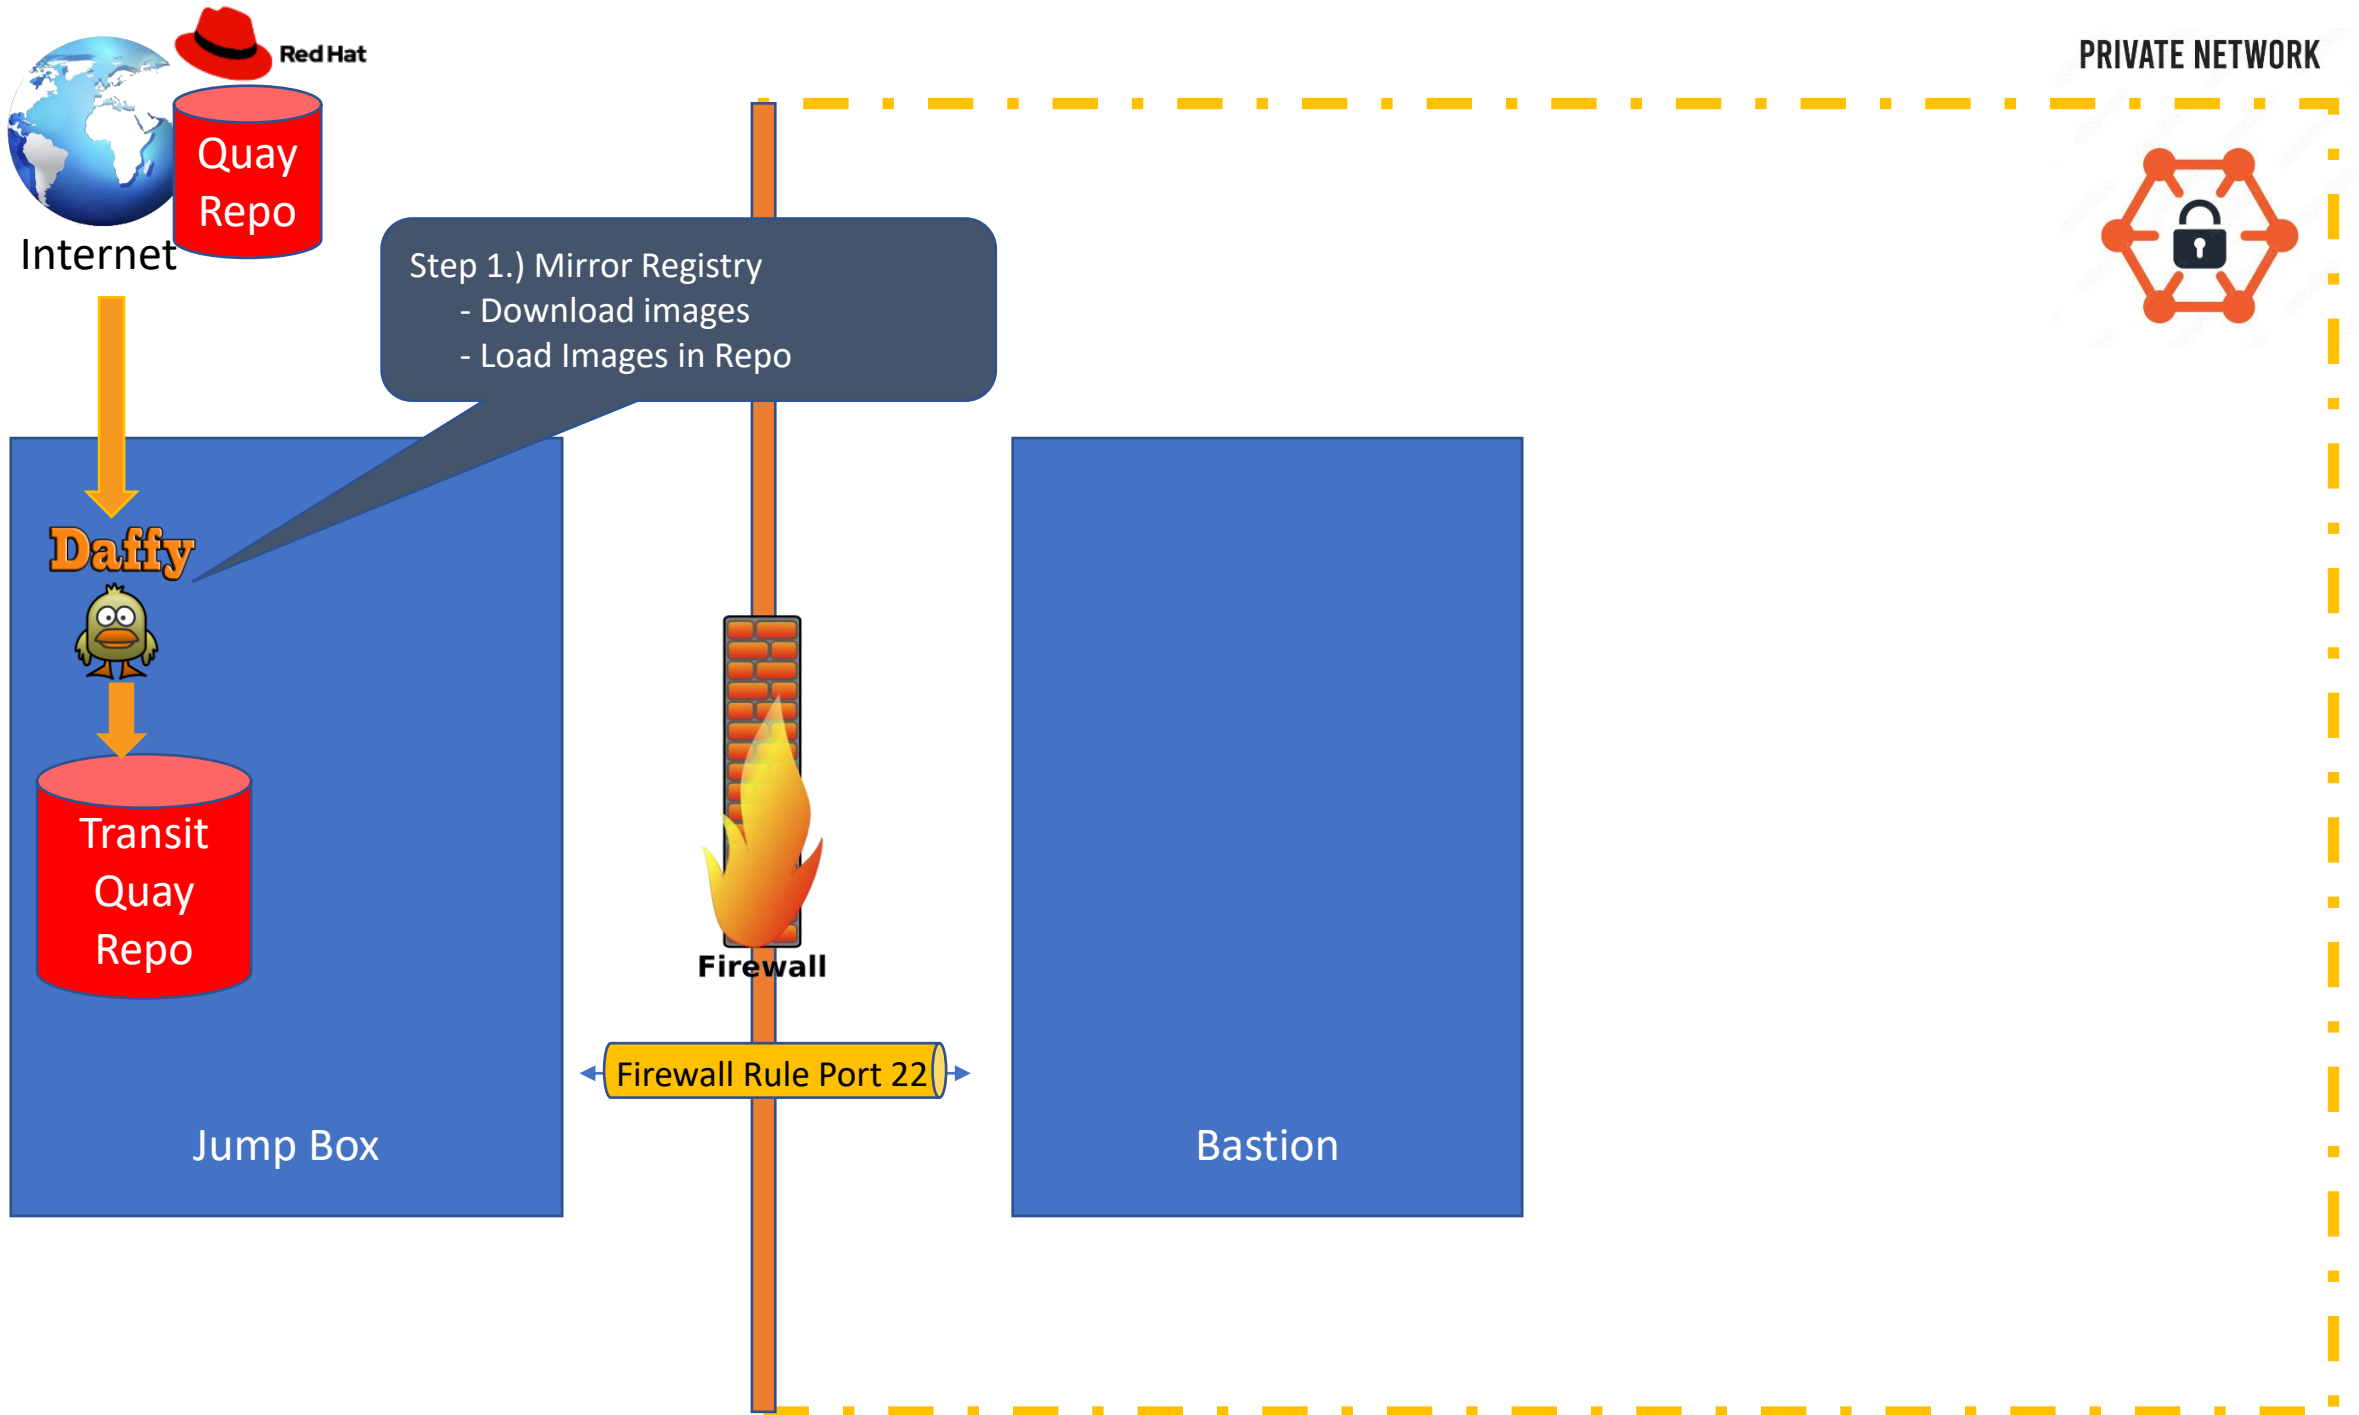 Red Hat
PRIVATE NETWORK
Quay
Repo
Internet
Step 1.) Mirror Registry
- Download images
- Load Images in Repo
Daffy
Transit
Quay
Repo
Firewall
Firewall Rule Port 22
Jump Box
Bastion